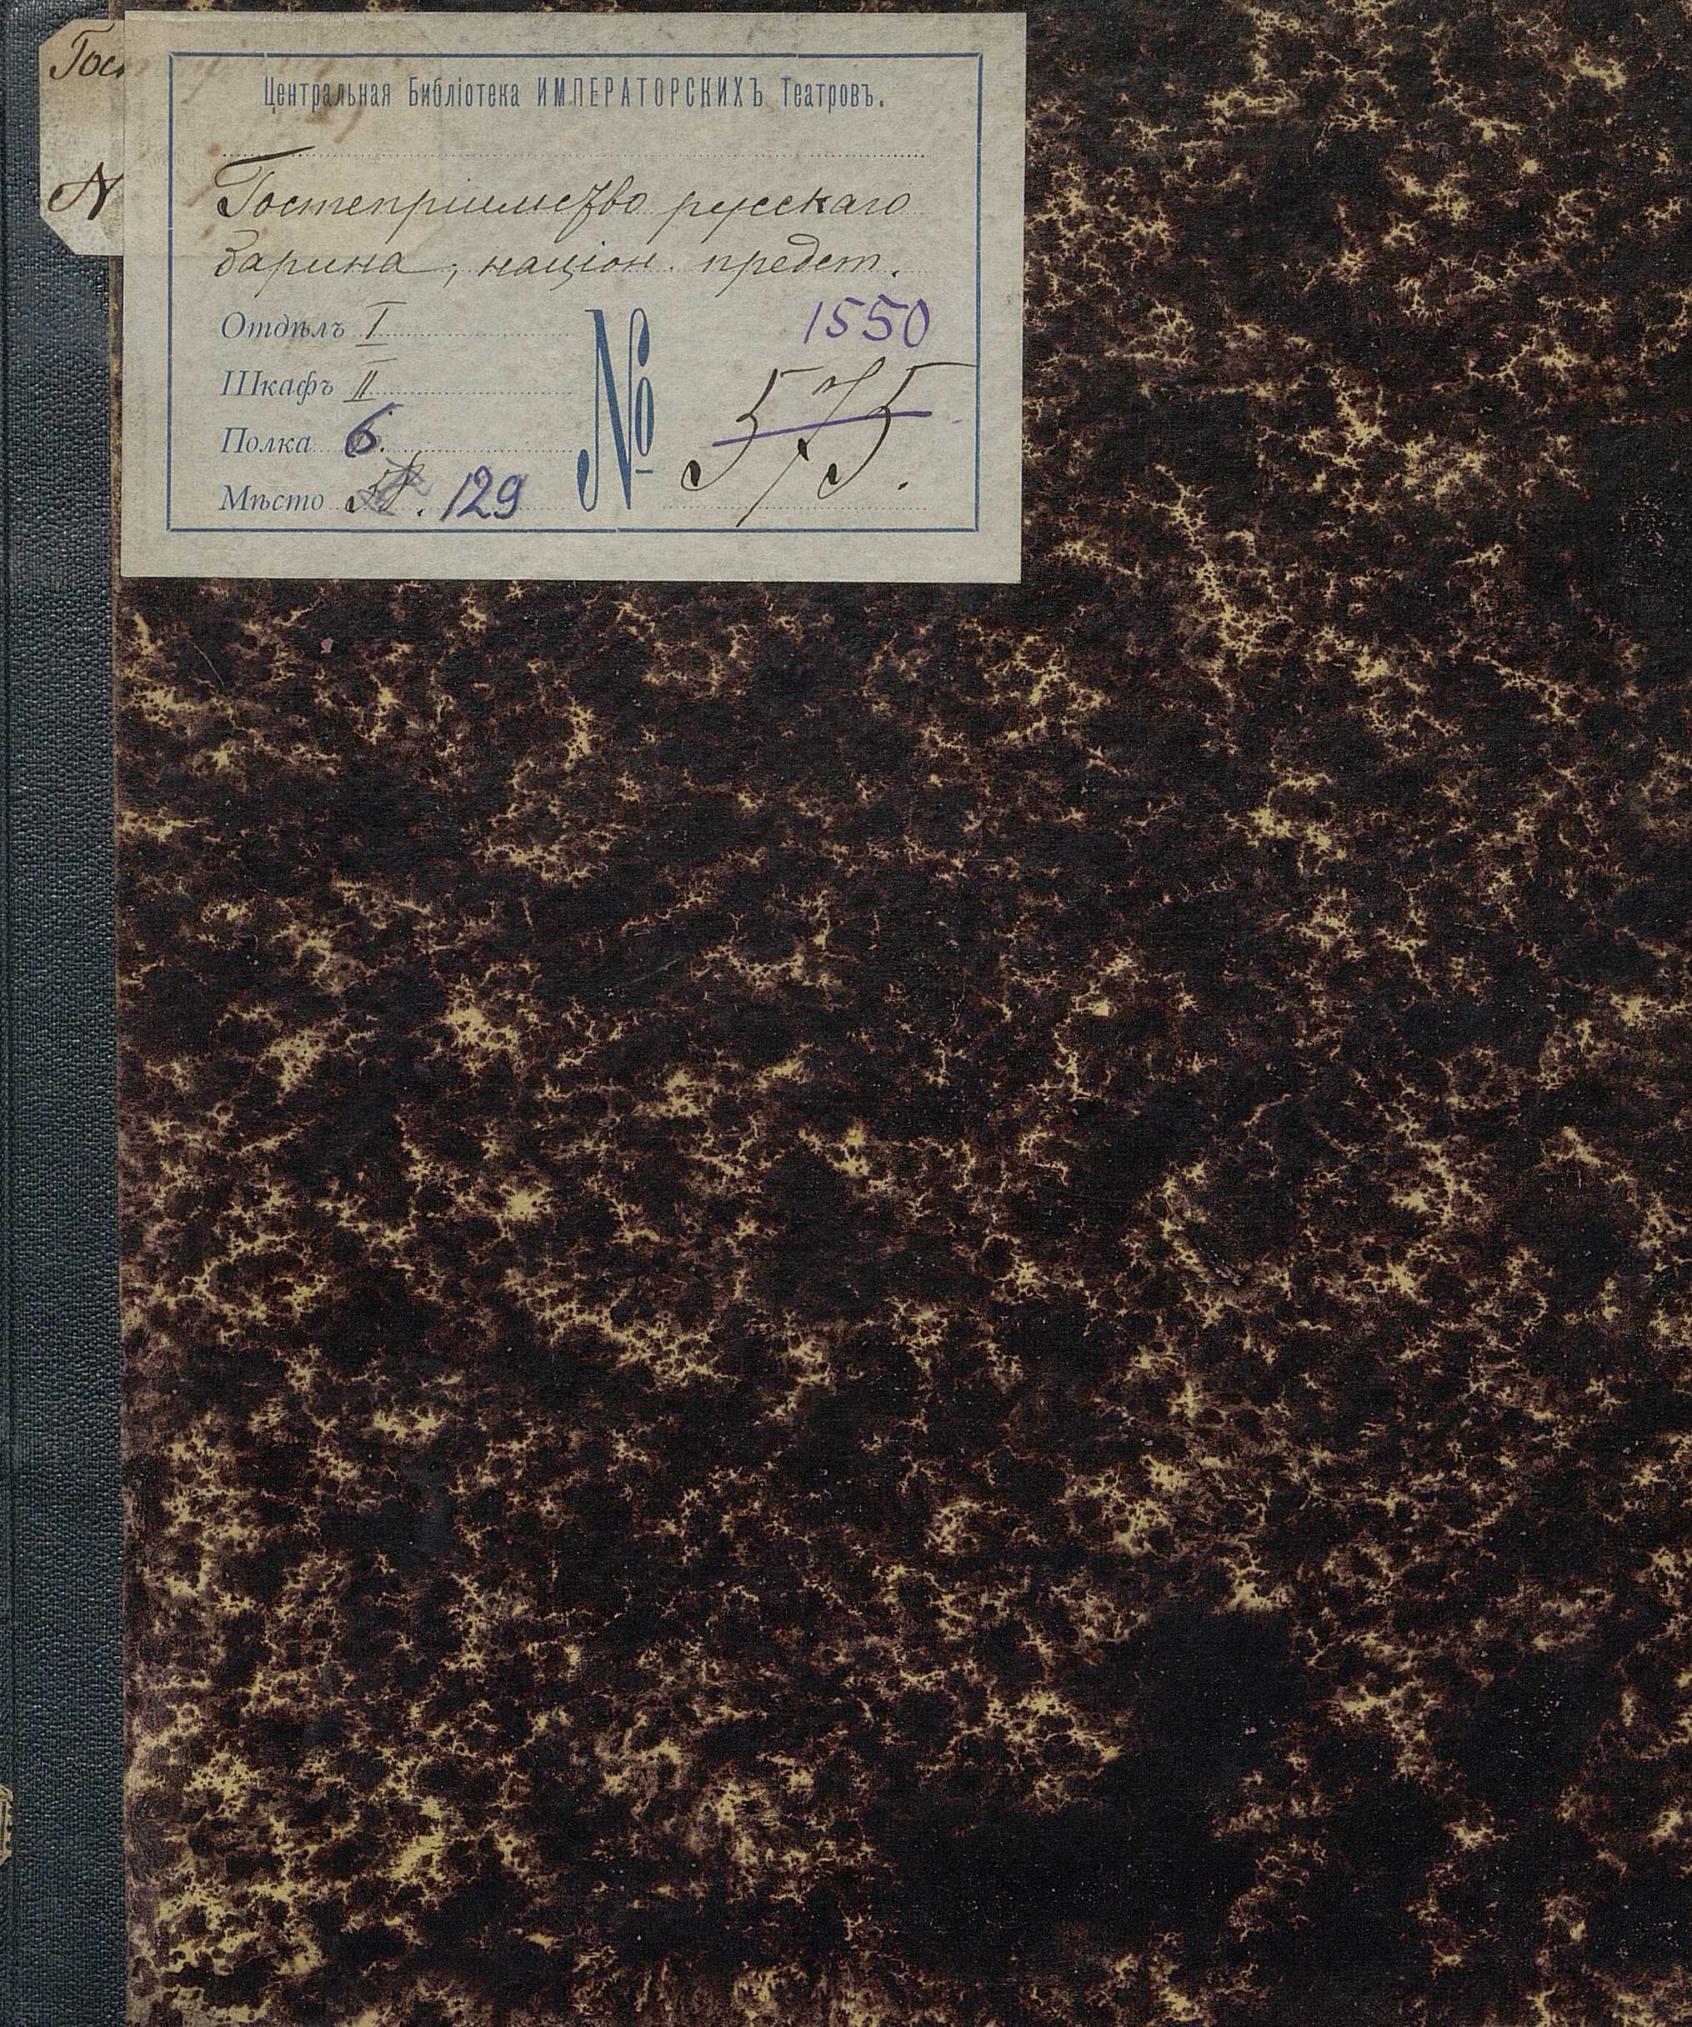 Гос
N
Центральная Библіотека ИМПЕРАТОРСКИХЪ Театровъ.
Гостепріимство русскаго
барина, націон. предст.
Отдѣлъ I
Шкафъ II
Полка 6.
Мѣсто 129
№ 1550
575.